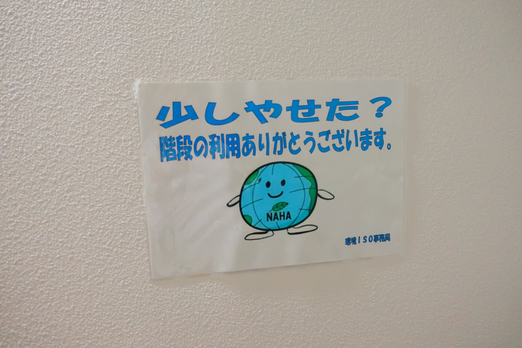 少しやせた？
階段の利用ありがとうございます。
NAHA
環境ISO事務局